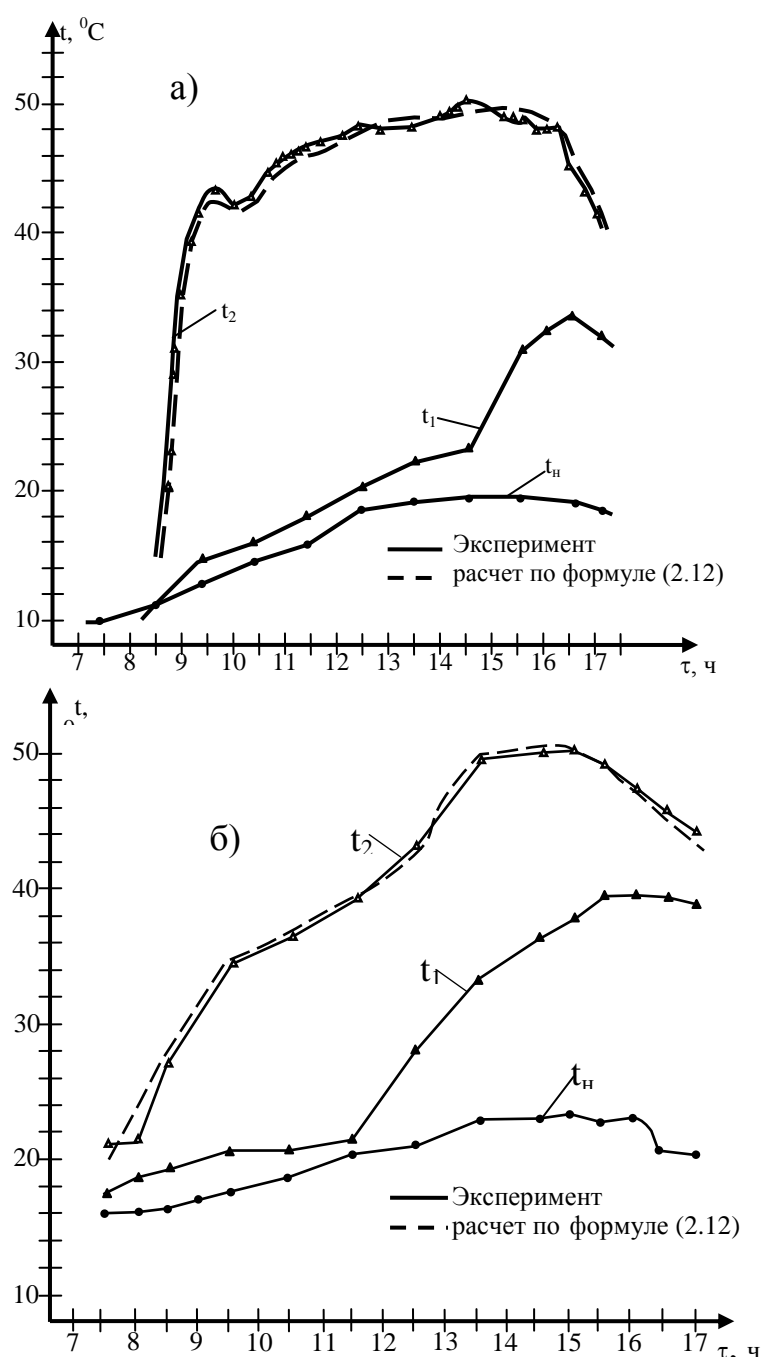 t, ⁰C
а)
50
40
t₂
30
t₁
tн
20
Эксперимент
расчет по формуле (2.12)
10
7 8 9 10 11 12 13 14 15 16 17
τ, ч
t,
50
б)
t₂
40
t₁
30
tн
20
Эксперимент
расчет по формуле (2.12)
10
7 8 9 10 11 12 13 14 15 16 17
τ, ч